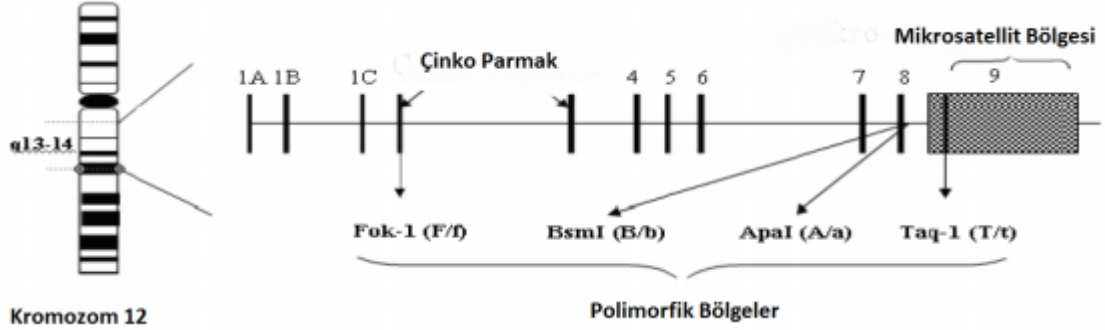 Mikrosatellit Bölgesi
Çinko Parmak
1A 1B 1C 4 5 6 7 8 9
q13-14
Fok-1 (F/f) BsmI (B/b) ApaI (A/a) Taq-1 (T/t)
Polimorfik Bölgeler
Kromozom 12